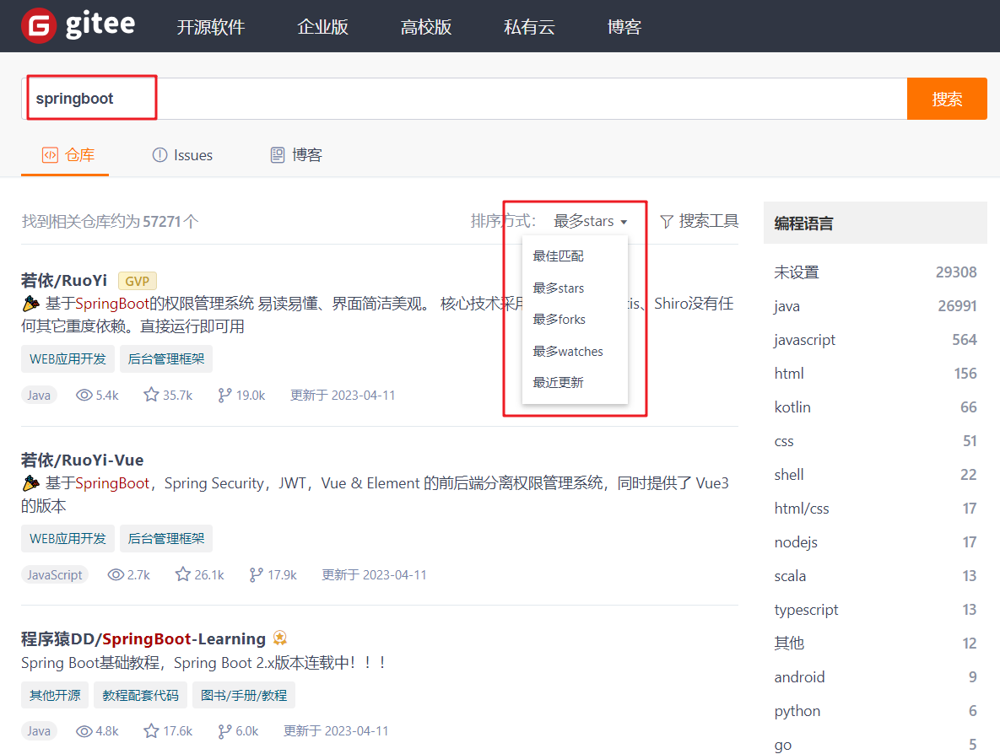 gitee 开源软件 企业版 高校版 私有云 博客
springboot 搜索
仓库 Issues 博客
找到相关仓库约为 57271 个 排序方式： 最多stars 搜索工具
最佳匹配
最多stars
最多forks
最多watches
最近更新
若依/RuoYi GVP
基于SpringBoot的权限管理系统 易读易懂、界面简洁美观。 核心技术采用 tis、Shiro没有任
何其它重度依赖。直接运行即可用
WEB应用开发 后台管理框架
Java 5.4k 35.7k 19.0k 更新于 2023-04-11
若依/RuoYi-Vue
基于SpringBoot，Spring Security，JWT，Vue & Element 的前后端分离权限管理系统，同时提供了 Vue3
的版本
WEB应用开发 后台管理框架
JavaScript 2.7k 26.1k 17.9k 更新于 2023-04-11
程序猿DD/SpringBoot-Learning
Spring Boot基础教程，Spring Boot 2.x版本连载中！！！
其他开源 教程配套代码 图书/手册/教程
Java 4.8k 17.6k 6.0k 更新于 2023-04-11
编程语言
未设置 29308
java 26991
javascript 564
html 156
kotlin 66
css 51
shell 22
html/css 17
nodejs 17
scala 13
typescript 13
其他 12
android 9
python 6
go 5